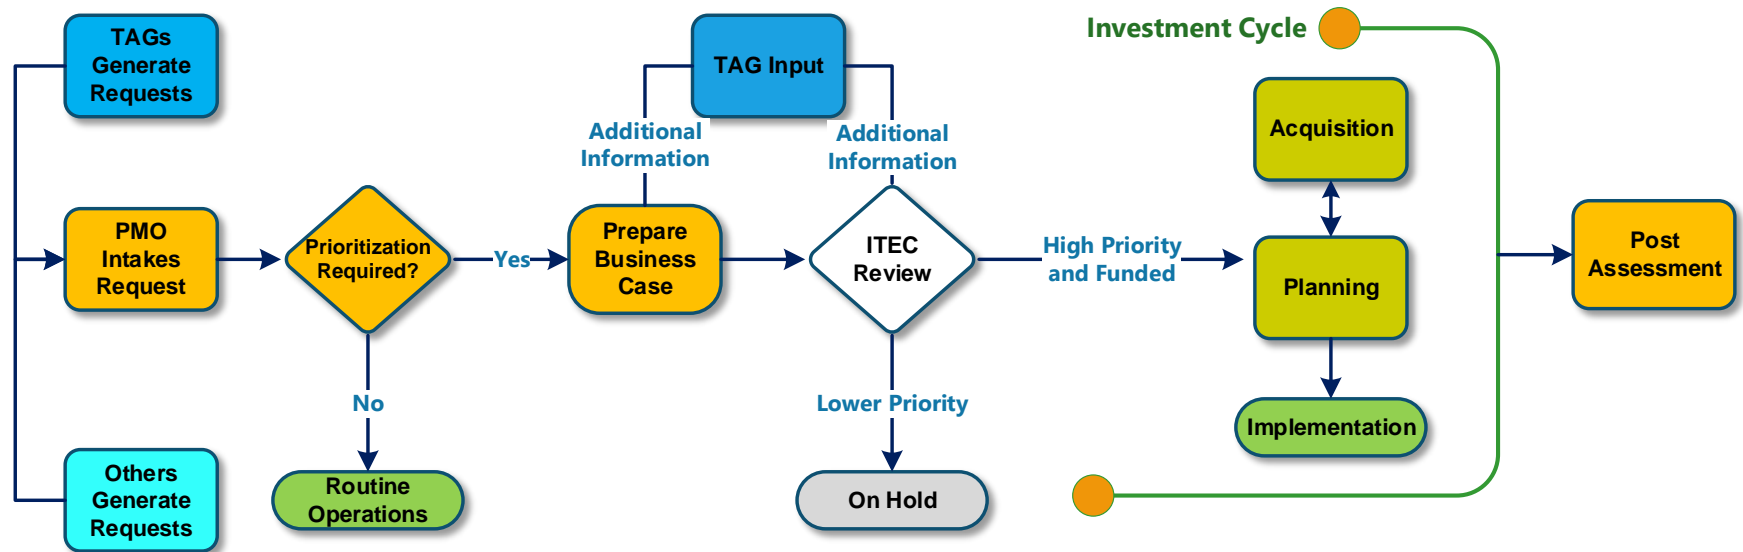 TAGs
Generate
Requests
PMO
Intakes
Request
Others
Generate
Requests
Prioritization
Required?
Yes
No
Routine
Operations
Prepare
Business
Case
Additional
Information
TAG Input
Additional
Information
ITEC
Review
Lower Priority
On Hold
High Priority
and Funded
Investment Cycle
Acquisition
Planning
Implementation
Post
Assessment